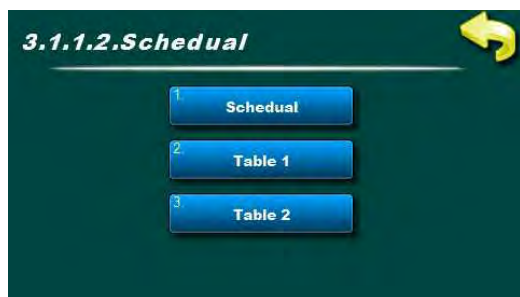 3.1.1.2.Schedual
1.
Schedual
2.
Table 1
3.
Table 2